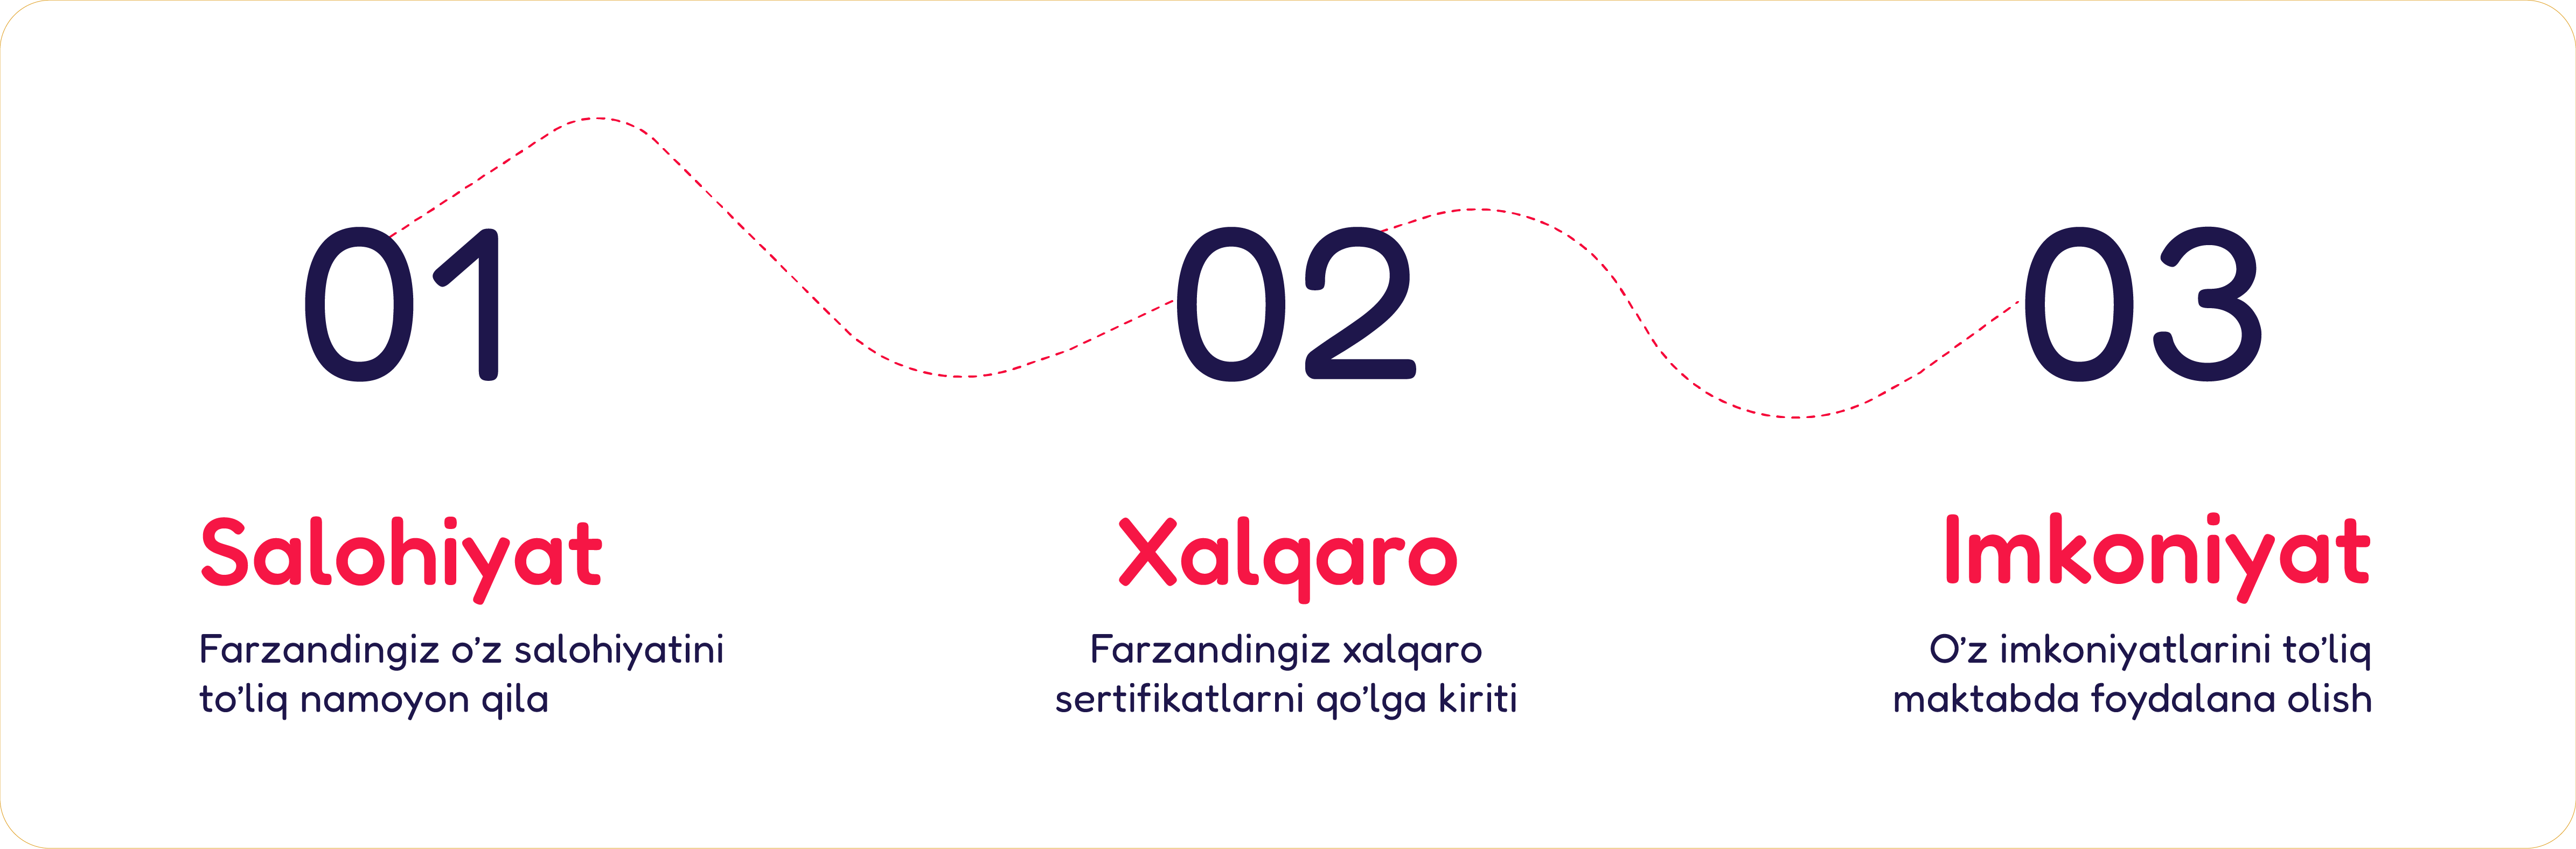 01
02
03
Salohiyat
Farzandingiz o’z salohiyatini
to’liq namoyon qila
Xalqaro
Farzandingiz xalqaro
sertifikatlarni qo’lga kiriti
Imkoniyat
O’z imkoniyatlarini to’liq
maktabda foydalana olish